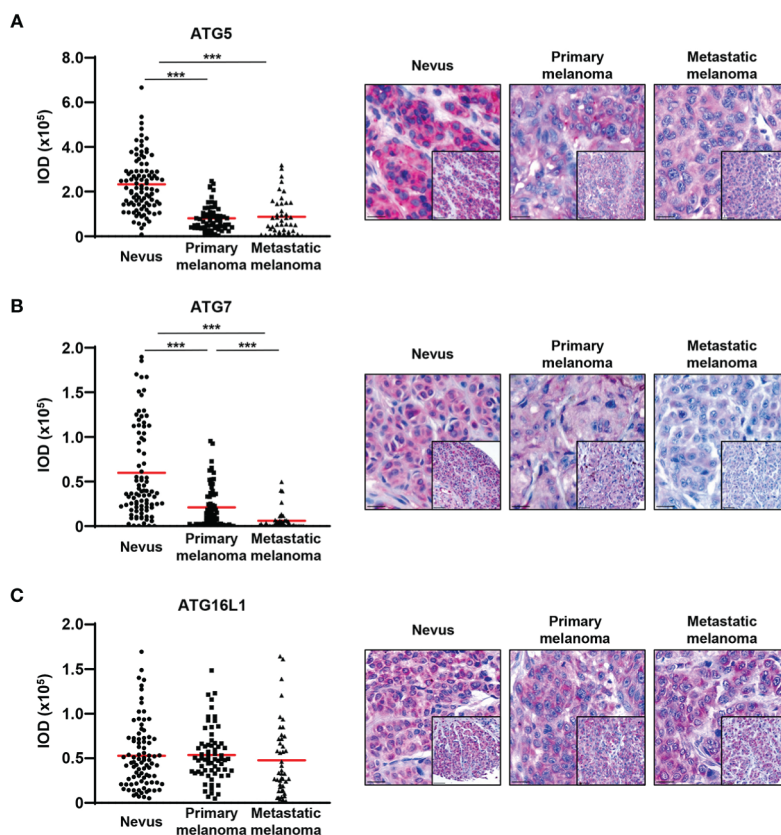 A
ATG5
8.0
6.0
4.0
2.0
0
IOD (x10⁵)
***
***
Nevus
Primary
melanoma
Metastatic
melanoma
Nevus
Primary
melanoma
Metastatic
melanoma
B
ATG7
2.0
1.5
1.0
0.5
0
IOD (x10⁵)
***
***
***
Nevus
Primary
melanoma
Metastatic
melanoma
Nevus
Primary
melanoma
Metastatic
melanoma
C
ATG16L1
2.0
1.5
1.0
0.5
0
IOD (x10⁵)
Nevus
Primary
melanoma
Metastatic
melanoma
Nevus
Primary
melanoma
Metastatic
melanoma